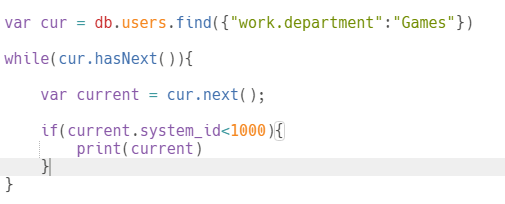 var cur = db.users.find({"work.department":"Games"})
while(cur.hasNext()){
var current = cur.next();
if(current.system_id<1000){
print(current)
}
}